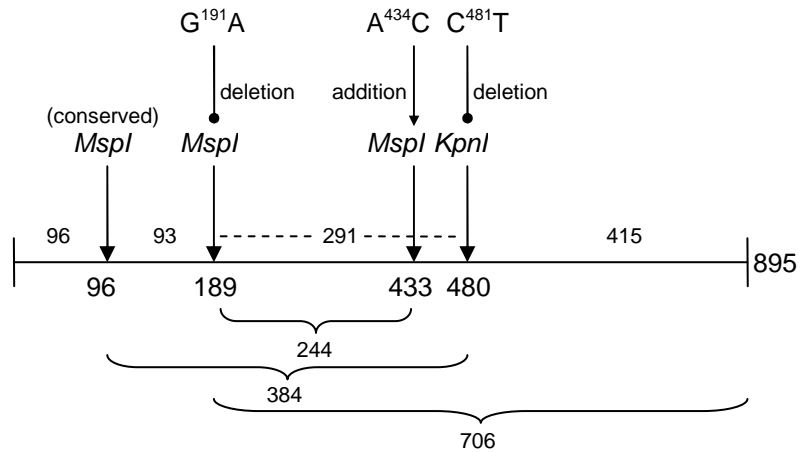 G191A A434C C481T
deletion addition deletion
(conserved)
MspI MspI MspI KpnI
96 93 291 415
895
96 189 433 480
244
384
706